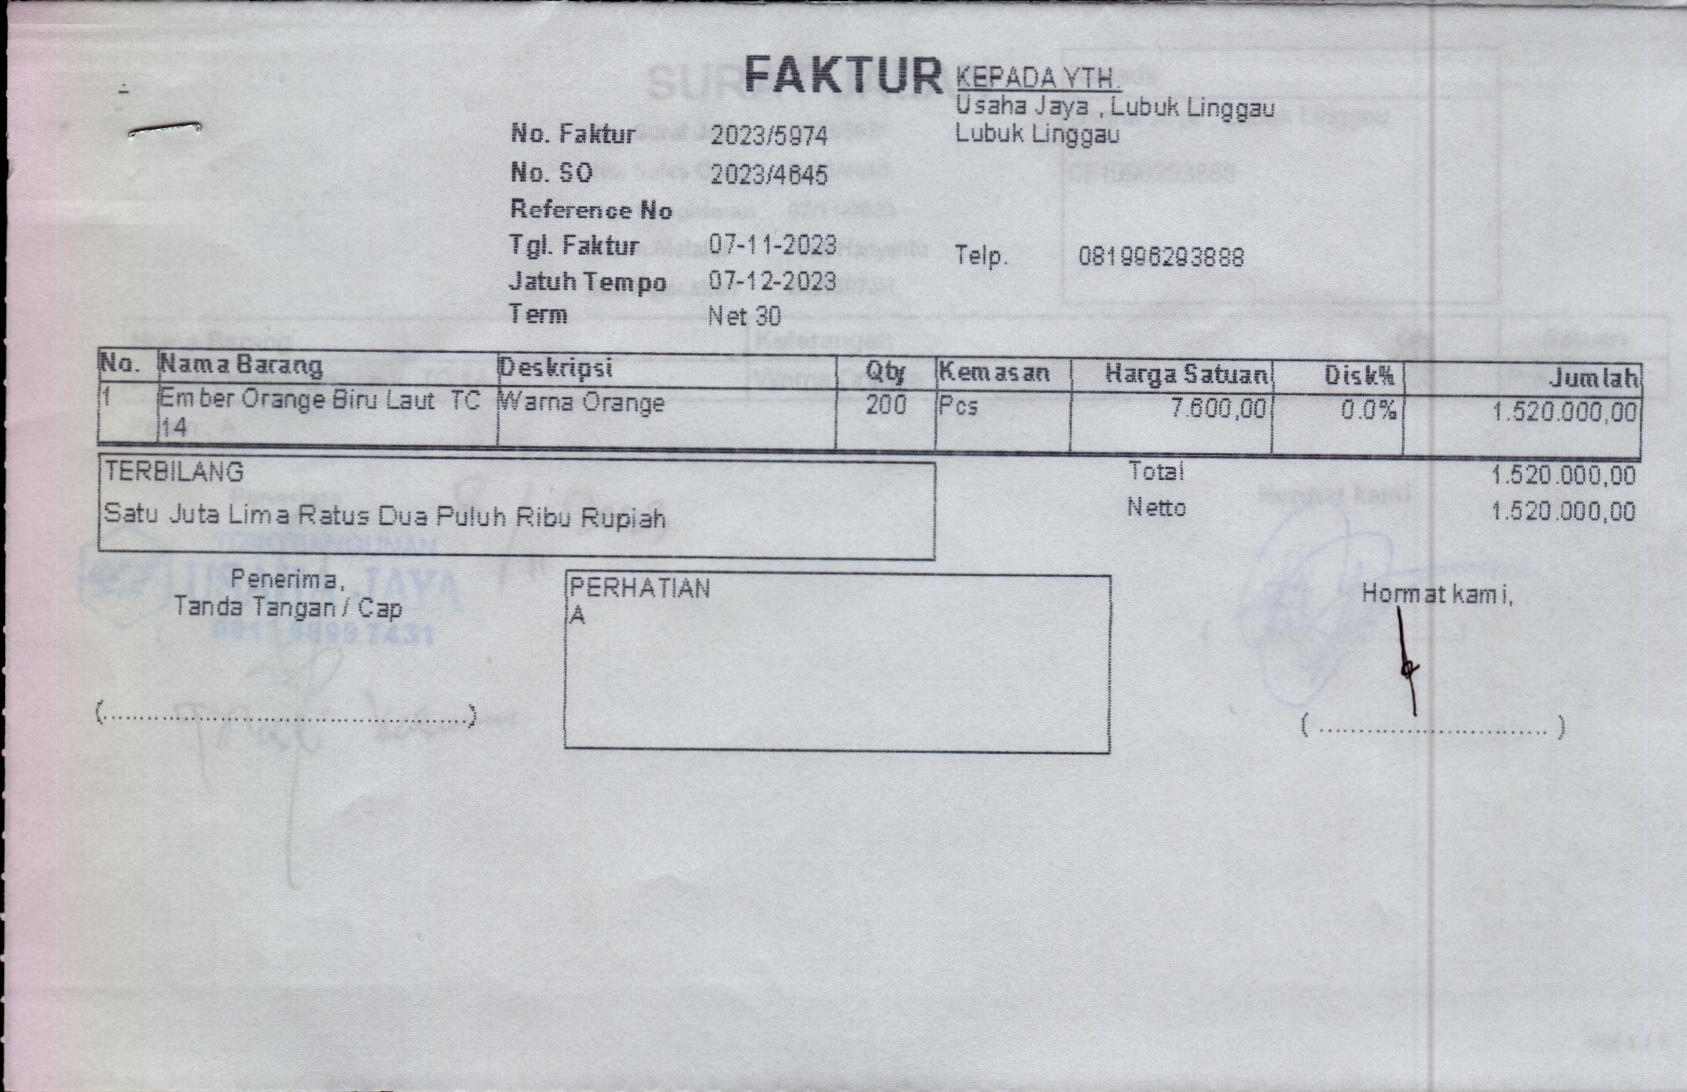 FAKTUR
KEPADA YTH.
Usaha Jaya , Lubuk Linggau
Lubuk Linggau
No. Faktur 2023/5974
No. SO 2023/4645
Reference No
Tgl. Faktur 07-11-2023
Telp. 081996293888
Jatuh Tempo 07-12-2023
Term Net 30
No. Nama Barang Deskripsi Qty Kemasan Harga Satuan Disk% Jumlah
1 Ember Orange Biru Laut TC Warna Orange 200 Pcs 7.600,00 0.0% 1.520.000,00
14
TERBILANG
Total 1.520.000,00
Satu Juta Lima Ratus Dua Puluh Ribu Rupiah
Netto 1.520.000,00
Penerima,
Tanda Tangan / Cap
PERHATIAN
A
Hormat kami,
(..................................................)
( ............................ )
USAHA JAYA